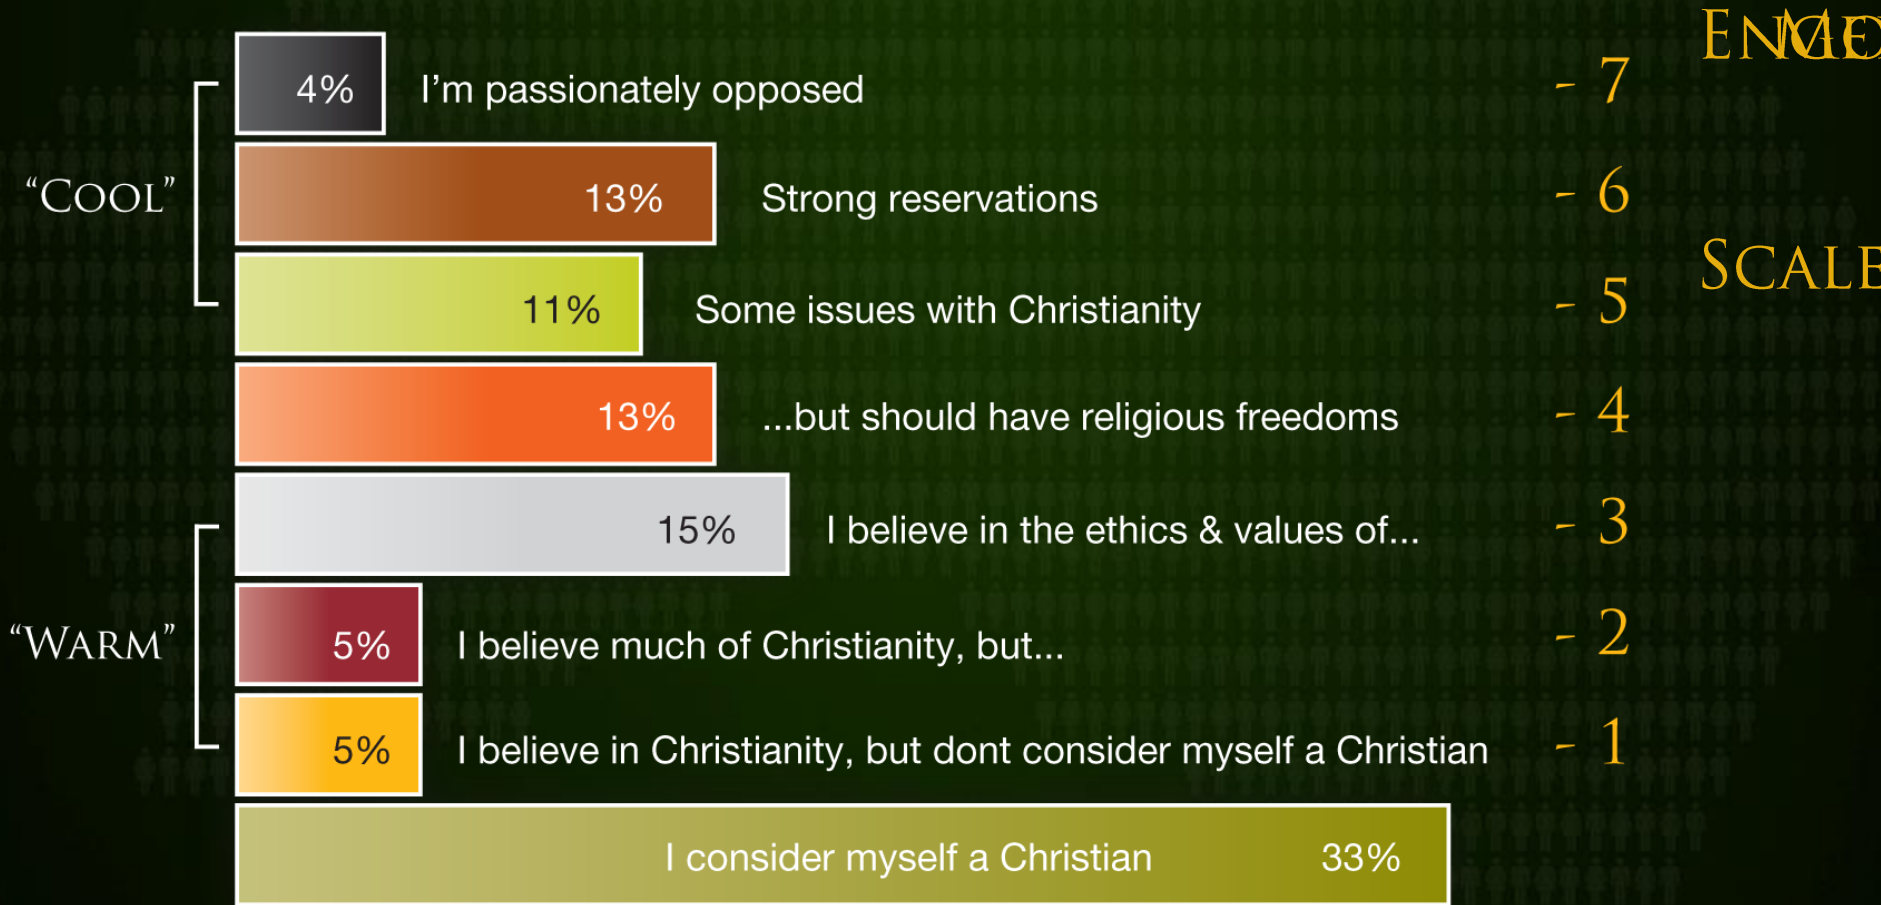 4% I’m passionately opposed - 7
“Cool” 13% Strong reservations - 6
Scale
11% Some issues with Christianity - 5
13% ...but should have religious freedoms - 4
15% I believe in the ethics & values of... - 3
“Warm” 5% I believe much of Christianity, but... - 2
5% I believe in Christianity, but dont consider myself a Christian - 1
I consider myself a Christian 33%